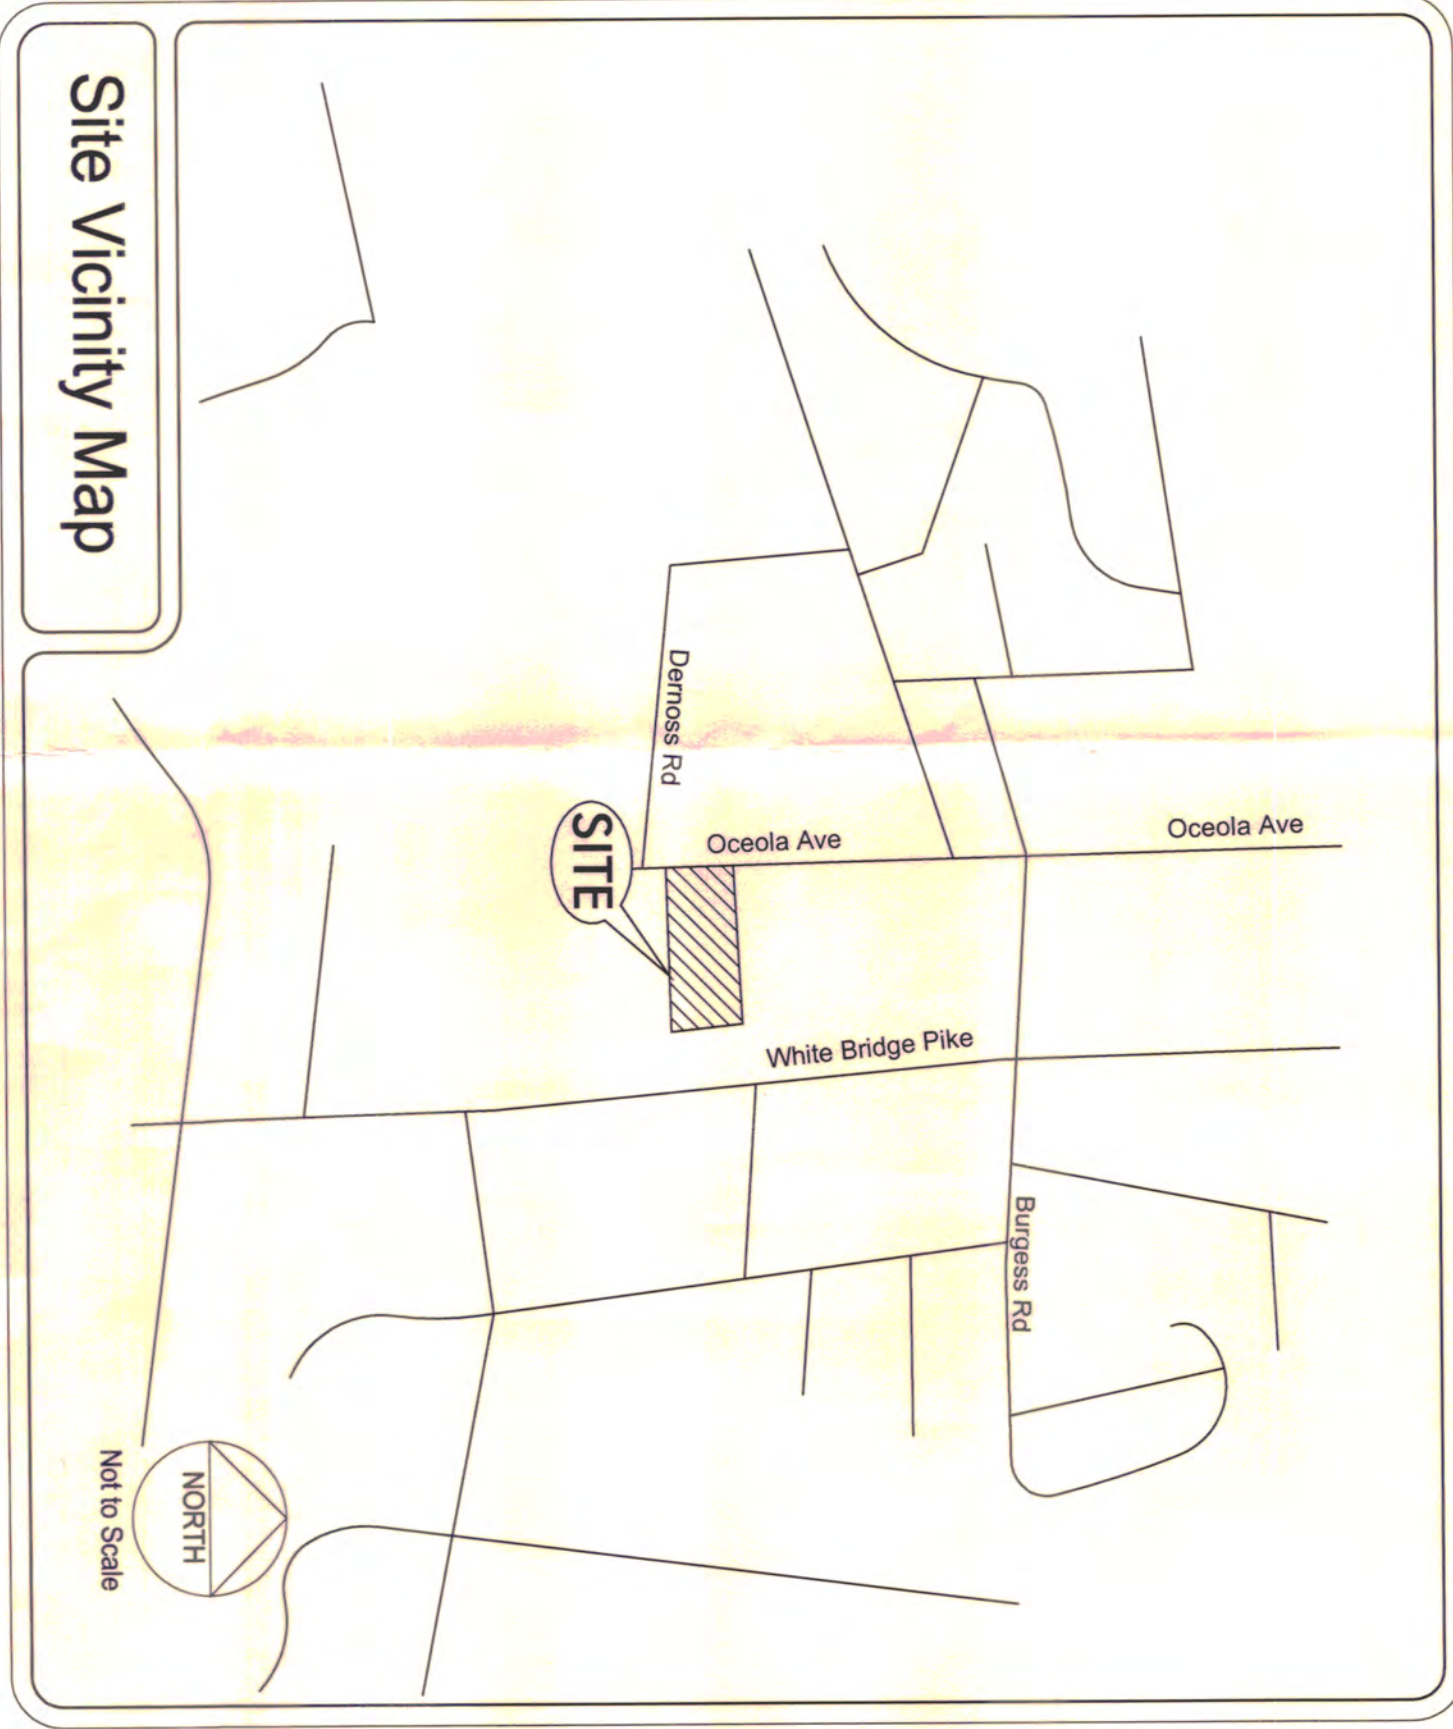 Oceola Ave
Burgess Rd
Oceola Ave
White Bridge Pike
Dernoss Rd
SITE
NORTH
Not to Scale
Site Vicinity Map